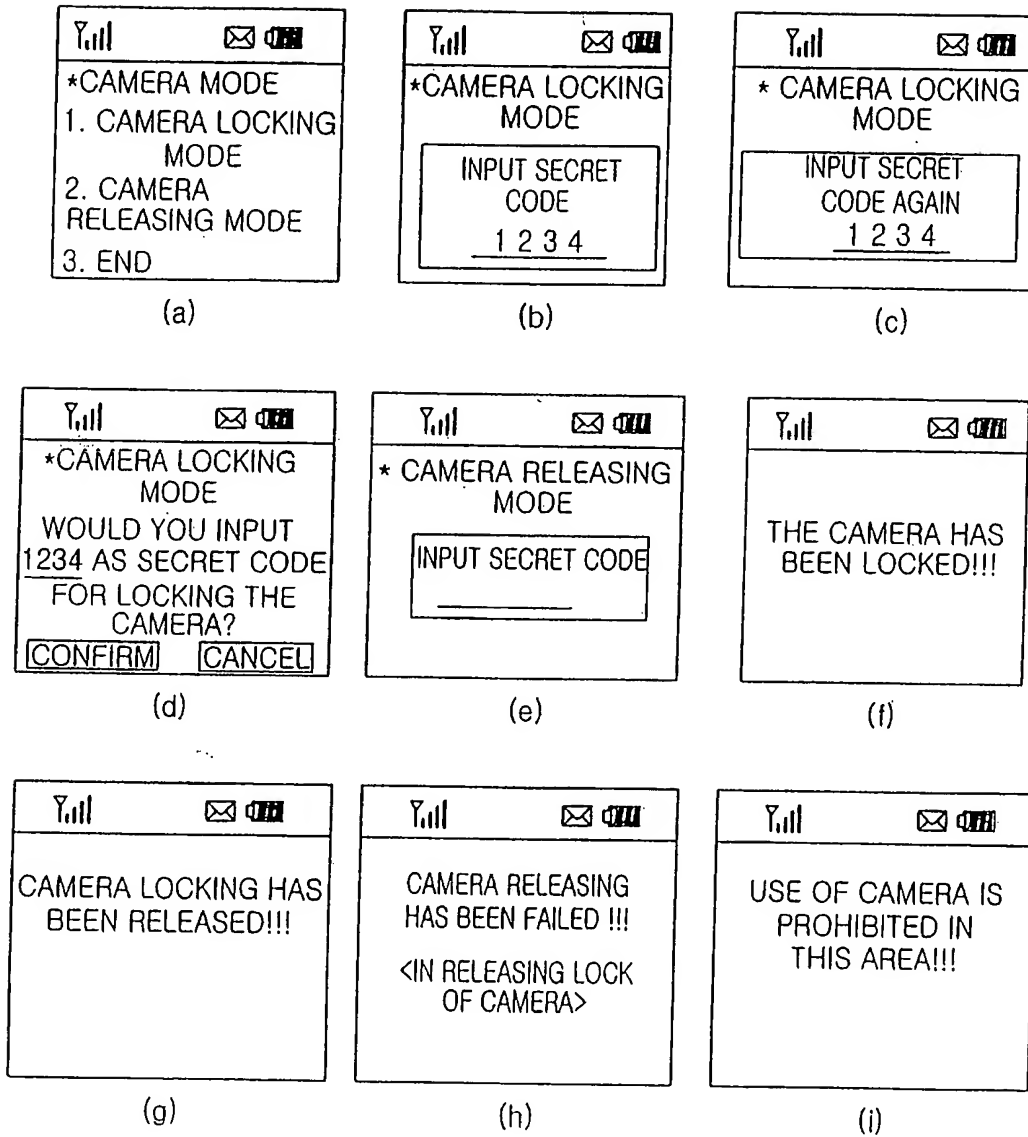 *CAMERA MODE
1. CAMERA LOCKING
MODE
2. CAMERA
RELEASING MODE
3. END
(a)
*CAMERA LOCKING
MODE
INPUT SECRET
CODE
1 2 3 4
(b)
* CAMERA LOCKING
MODE
INPUT SECRET
CODE AGAIN
1 2 3 4
(c)
*CAMERA LOCKING
MODE
WOULD YOU INPUT
1234 AS SECRET CODE
FOR LOCKING THE
CAMERA?
CONFIRM CANCEL
(d)
* CAMERA RELEASING
MODE
INPUT SECRET CODE
(e)
THE CAMERA HAS
BEEN LOCKED!!!
(f)
CAMERA LOCKING HAS
BEEN RELEASED!!!
(g)
CAMERA RELEASING
HAS BEEN FAILED !!!
<IN RELEASING LOCK
OF CAMERA>
(h)
USE OF CAMERA IS
PROHIBITED IN
THIS AREA!!!
(i)